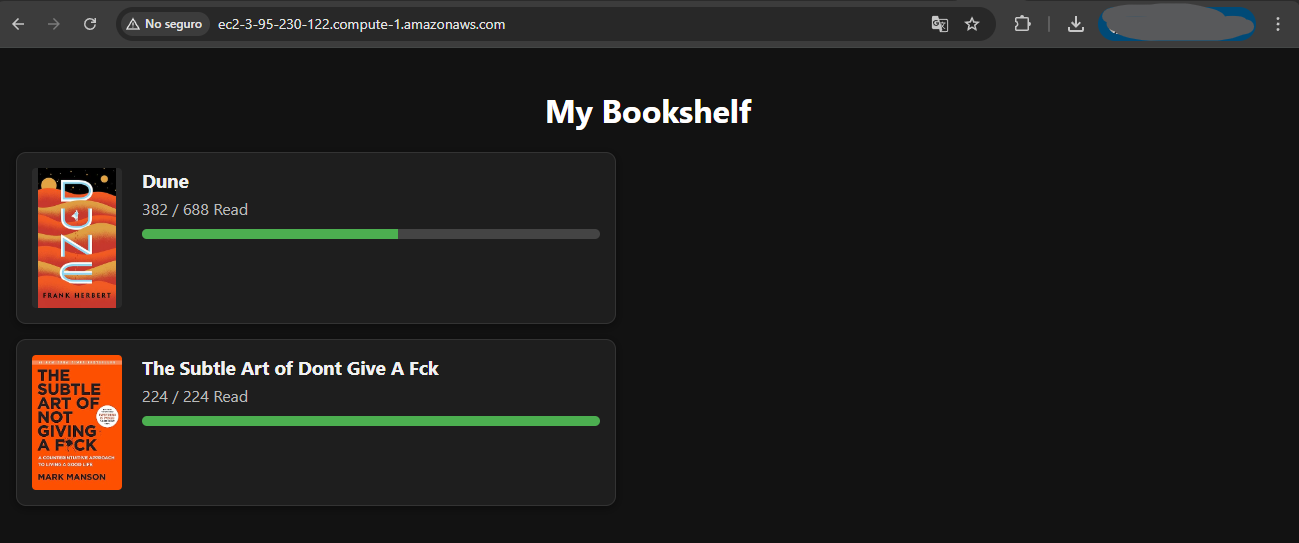 No seguro
ec2-3-95-230-122.compute-1.amazonaws.com
My Bookshelf
DUNE
FRANK HERBERT
Dune
382 / 688 Read
THE
SUBTLE
ART OF
NOT
GIVING
A F*CK
A COUNTERINTUITIVE APPROACH
TO LIVING A GOOD LIFE
MARK MANSON
The Subtle Art of Dont Give A Fck
224 / 224 Read